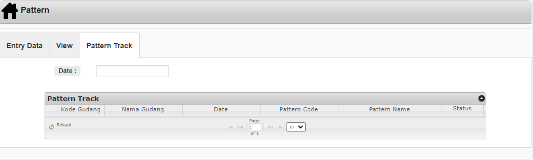 Pattern
Entry Data View Pattern Track
Date :
Pattern Track
Kode Gudang Nama Gudang Date Pattern Code Pattern Name Status
Reload
Page
1
of 1
10